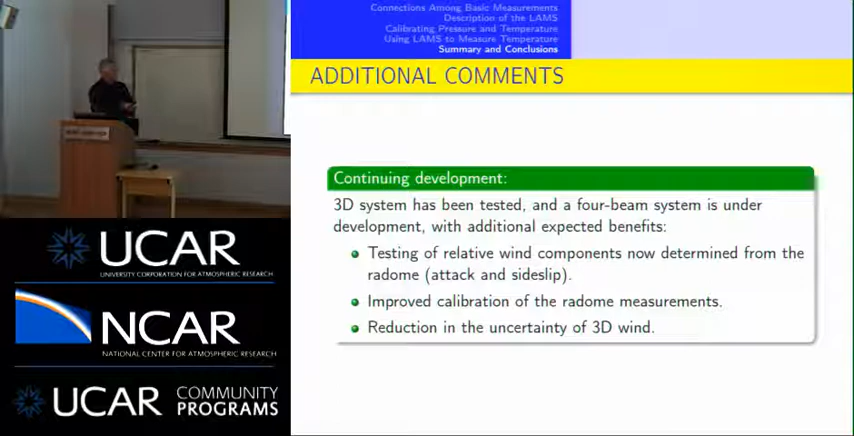 Connections Among Basic Measurements
Description of the LAMS
Calibrating Pressure and Temperature
Using LAMS to Measure Temperature
Summary and Conclusions
ADDITIONAL COMMENTS
Continuing development:
3D system has been tested, and a four-beam system is under
development, with additional expected benefits:
Testing of relative wind components now determined from the
radome (attack and sideslip).
Improved calibration of the radome measurements.
Reduction in the uncertainty of 3D wind.
UCAR
UNIVERSITY CORPORATION FOR ATMOSPHERIC RESEARCH
NCAR
NATIONAL CENTER FOR ATMOSPHERIC RESEARCH
UCAR COMMUNITY
PROGRAMS